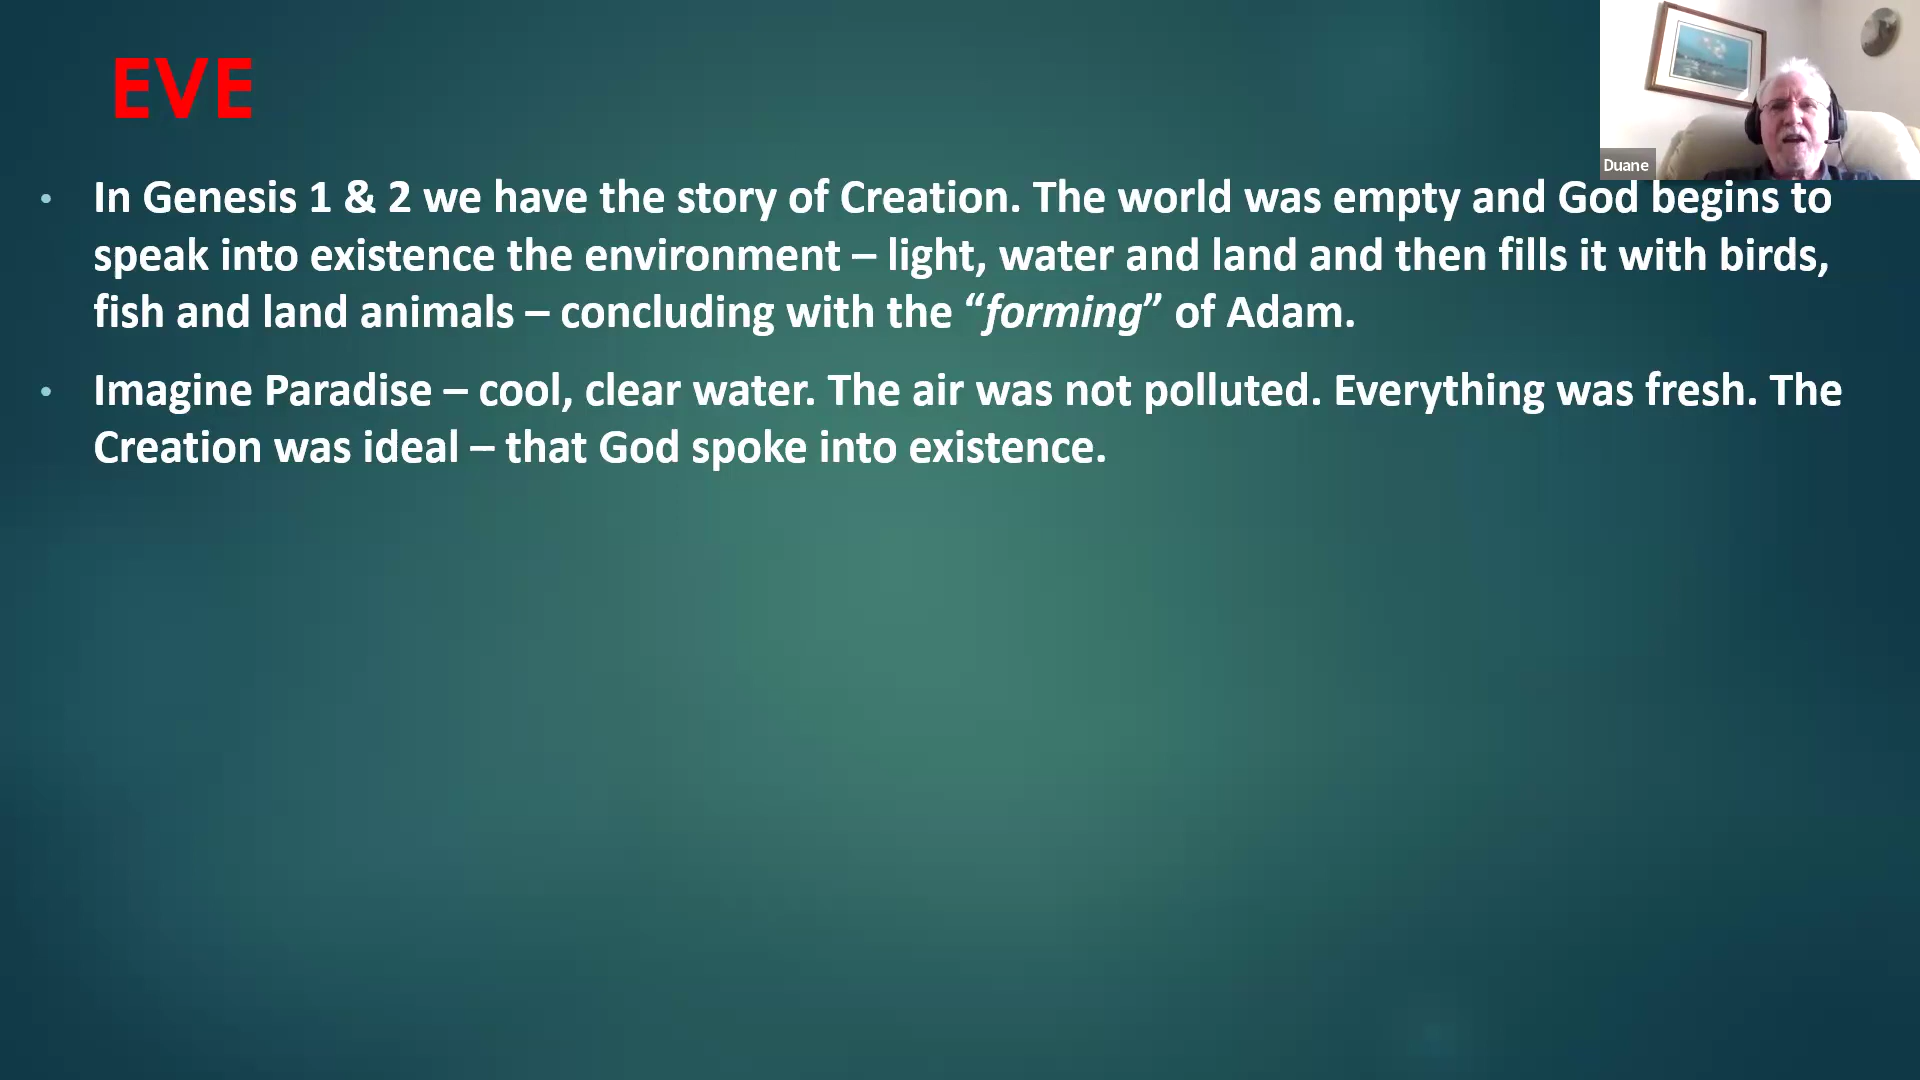 EVE
Duane
• In Genesis 1 & 2 we have the story of Creation. The world was empty and God begins to
speak into existence the environment – light, water and land and then fills it with birds,
fish and land animals – concluding with the “forming” of Adam.
• Imagine Paradise – cool, clear water. The air was not polluted. Everything was fresh. The
Creation was ideal – that God spoke into existence.